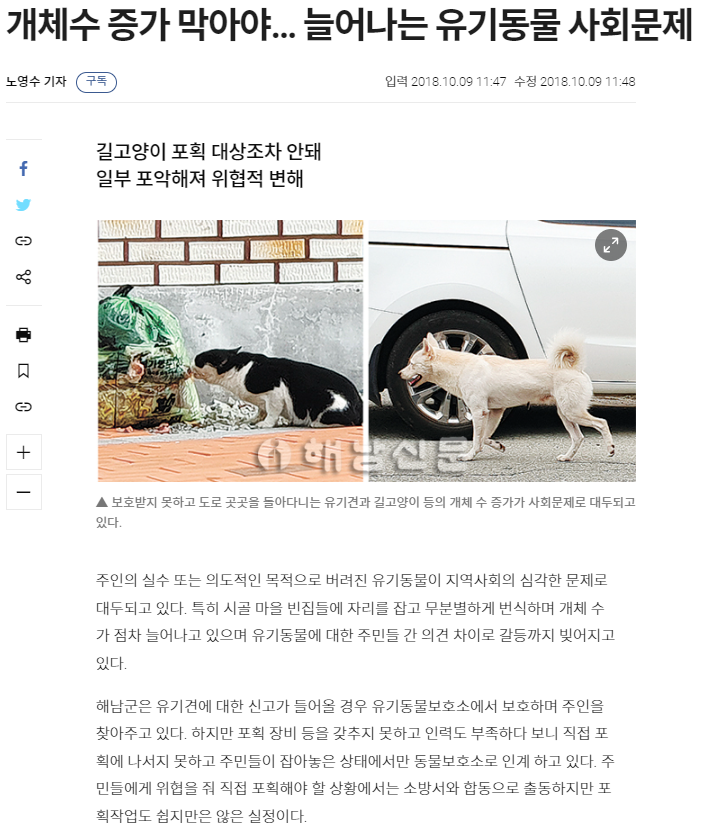 개체수 증가 막아야... 늘어나는 유기동물 사회문제
노영수 기자 구독 입력 2018.10.09 11:47 수정 2018.10.09 11:48
길고양이 포획 대상조차 안돼
일부 포악해져 위협적 변해
해남신문
▲ 보호받지 못하고 도로 곳곳을 돌아다니는 유기견과 길고양이 등의 개체 수 증가가 사회문제로 대두되고
있다.
주인의 실수 또는 의도적인 목적으로 버려진 유기동물이 지역사회의 심각한 문제로
대두되고 있다. 특히 시골 마을 빈집들에 자리를 잡고 무분별하게 번식하며 개체 수
가 점차 늘어나고 있으며 유기동물에 대한 주민들 간 의견 차이로 갈등까지 빚어지고
있다.
해남군은 유기견에 대한 신고가 들어올 경우 유기동물보호소에서 보호하며 주인을
찾아주고 있다. 하지만 포획 장비 등을 갖추지 못하고 인력도 부족하다 보니 직접 포
획에 나서지 못하고 주민들이 잡아놓은 상태에서만 동물보호소로 인계 하고 있다. 주
민들에게 위협을 줘 직접 포획해야 할 상황에서는 소방서와 합동으로 출동하지만 포
획작업도 쉽지만은 않은 실정이다.